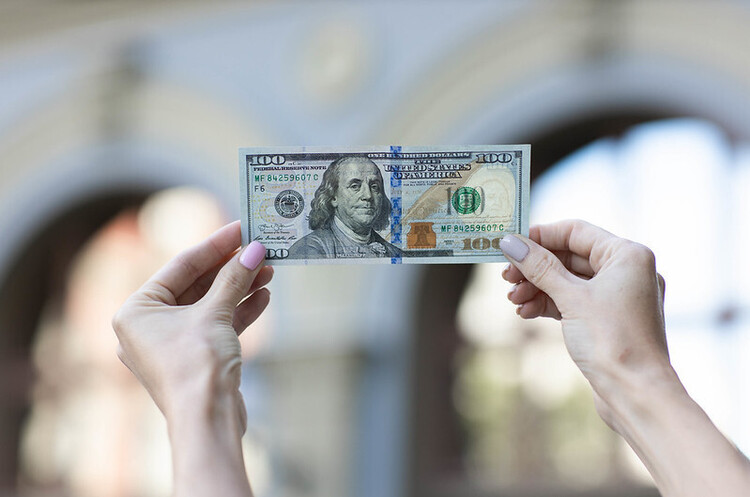 100
ONE HUNDRED DOLLARS
100
FEDERAL RESERVE NOTE
THE
UNITED STATES
OF AMERICA
MF 84259607 C
F6
100
MF 84259607 C
100
100